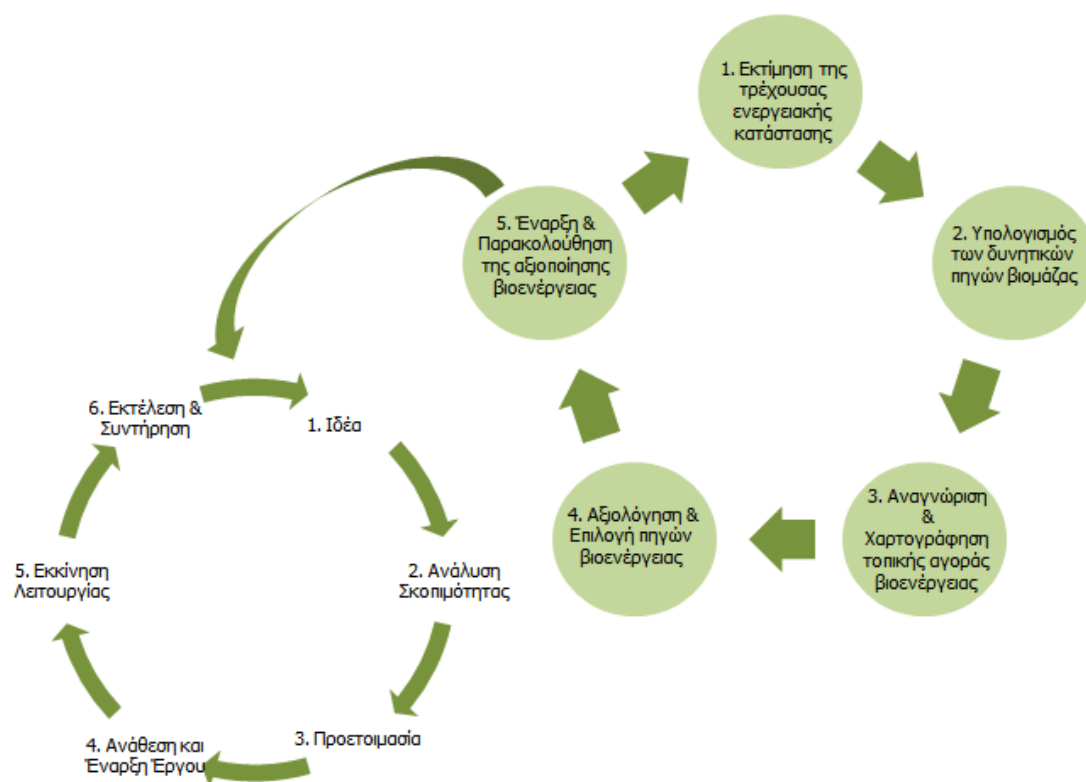 1. Εκτίμηση της
τρέχουσας
ενεργειακής
κατάστασης
2. Υπολογισμός
των δυνητικών
πηγών βιομάζας
3. Αναγνώριση
&
Χαρτογράφηση
τοπικής αγοράς
βιοενέργειας
4. Αξιολόγηση &
Επιλογή πηγών
βιοενέργειας
5. Έναρξη &
Παρακολούθηση
της αξιοποίησης
βιοενέργειας
1. Ιδέα
2. Ανάλυση
Σκοπιμότητας
3. Προετοιμασία
4. Ανάθεση και
Έναρξη Έργου
5. Εκκίνηση
Λειτουργίας
6. Εκτέλεση &
Συντήρηση